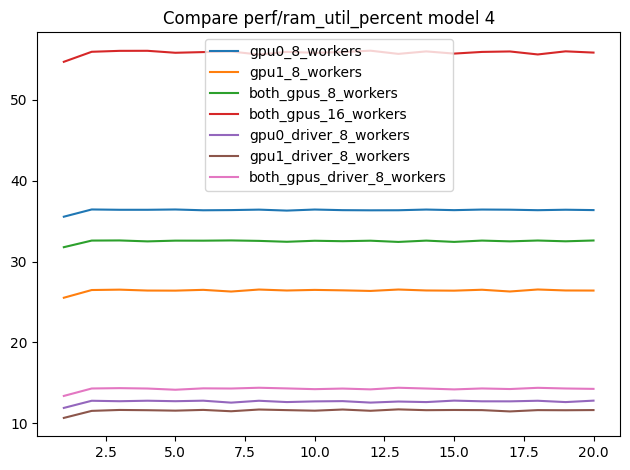 Compare perf/ram_util_percent model 4
gpu0_8_workers
gpu1_8_workers
both_gpus_8_workers
both_gpus_16_workers
gpu0_driver_8_workers
gpu1_driver_8_workers
both_gpus_driver_8_workers
50
40
30
20
10
2.5 5.0 7.5 10.0 12.5 15.0 17.5 20.0